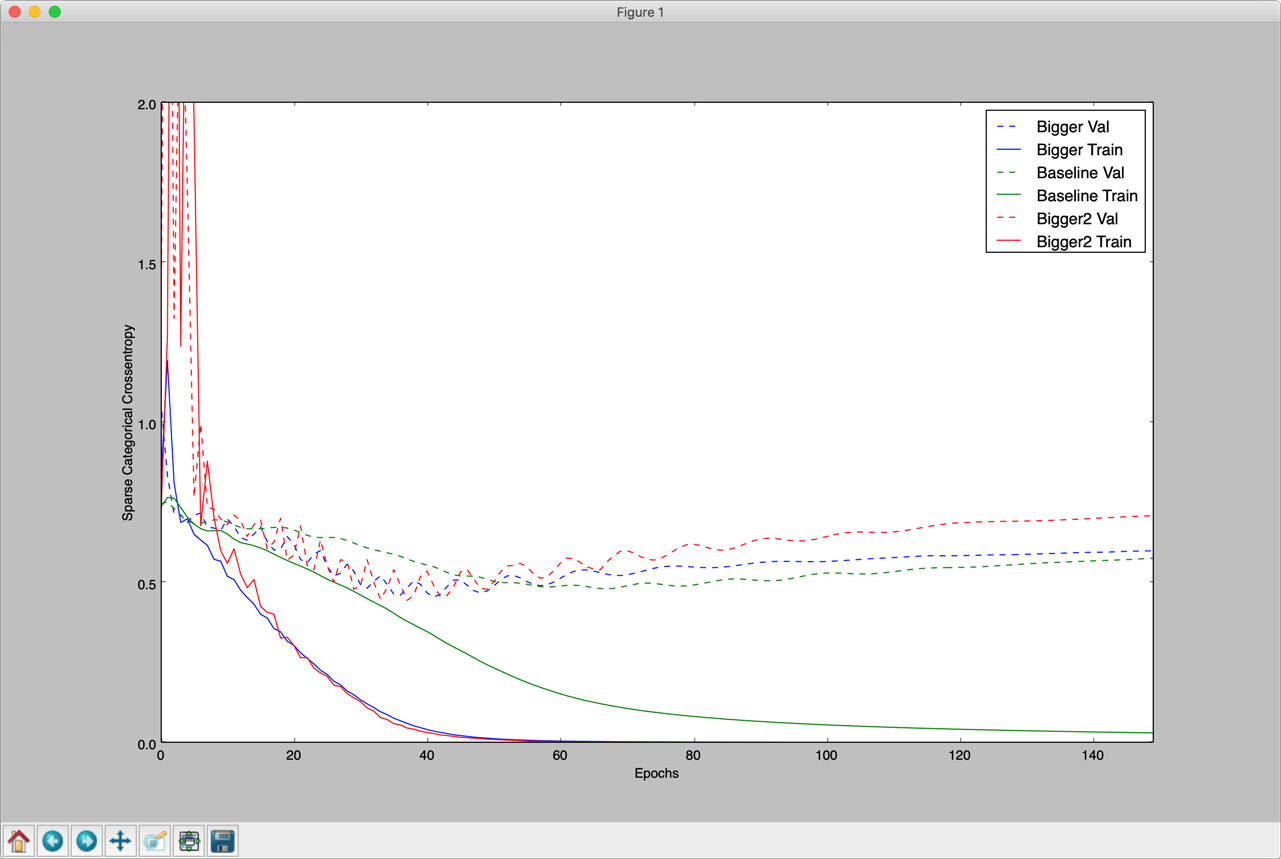 Figure 1
2.0
1.5
1.0
0.5
0.0
Sparse Categorical Crossentropy
0 20 40 60 80 100 120 140
Epochs
Bigger Val
Bigger Train
Baseline Val
Baseline Train
Bigger2 Val
Bigger2 Train